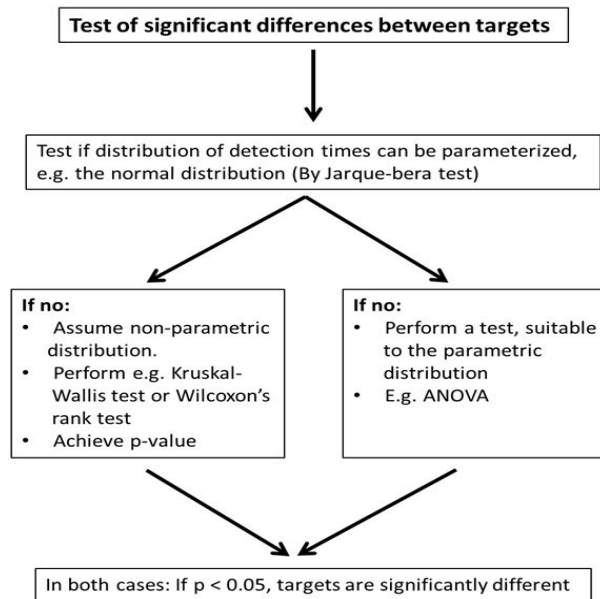 Test of significant differences between targets
Test if distribution of detection times can be parameterized,
e.g. the normal distribution (By Jarque-bera test)
If no:
• Assume non-parametric
distribution.
• Perform e.g. Kruskal-
Wallis test or Wilcoxon’s
rank test
• Achieve p-value
If no:
• Perform a test, suitable
to the parametric
distribution
• E.g. ANOVA
In both cases: If p < 0.05, targets are significantly different